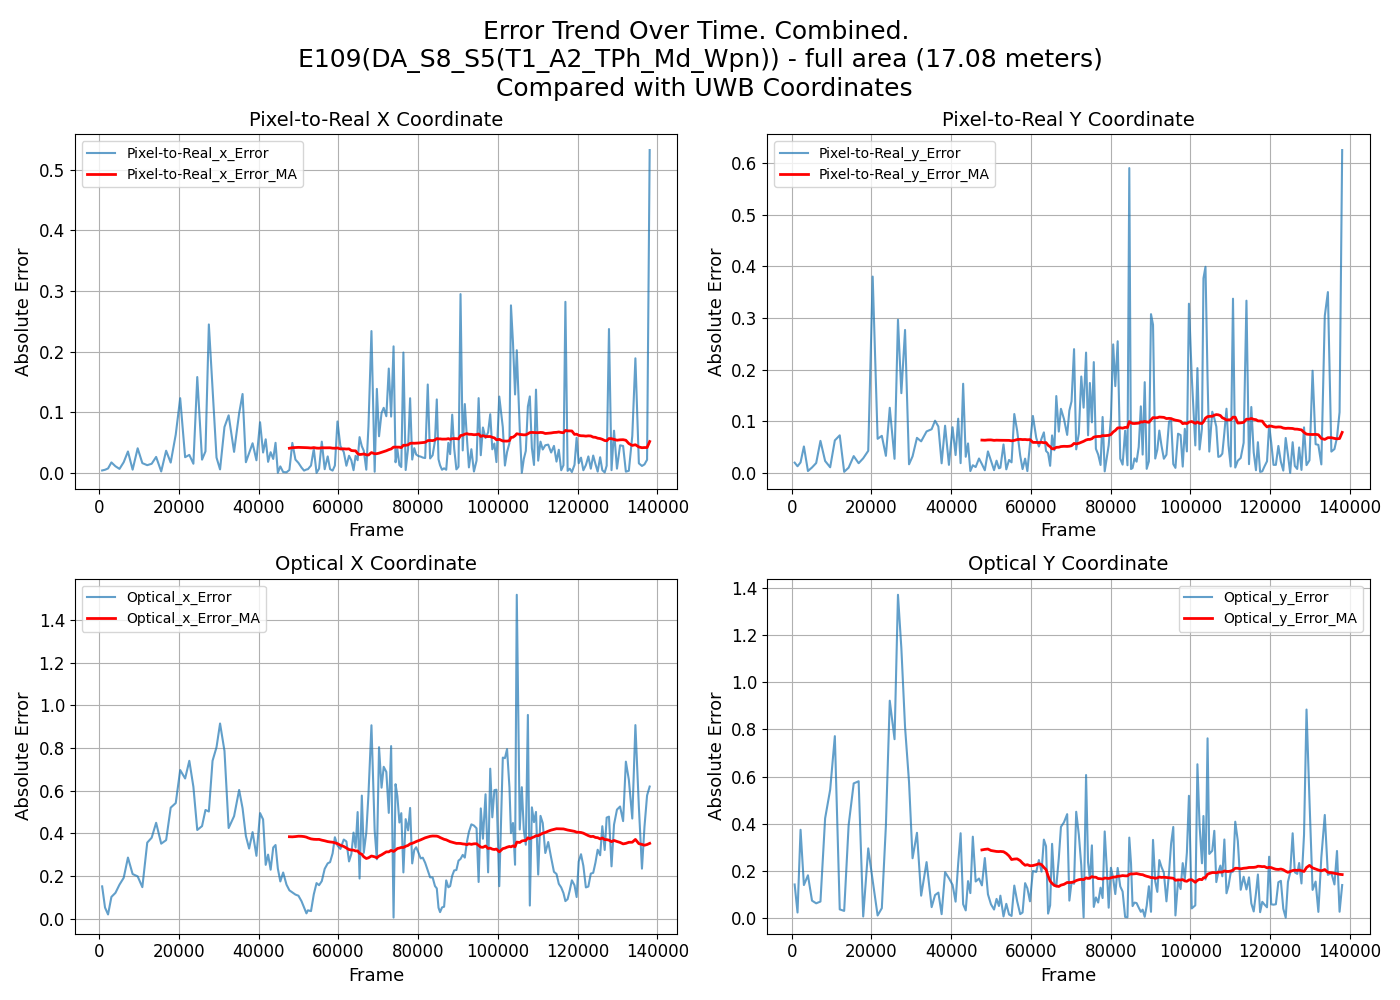 Error Trend Over Time. Combined.
E109(DA_S8_S5(T1_A2_TPh_Md_Wpn)) - full area (17.08 meters)
Compared with UWB Coordinates
Pixel-to-Real X Coordinate
Pixel-to-Real_x_Error
Pixel-to-Real_x_Error_MA
Absolute Error
0.5
0.4
0.3
0.2
0.1
0.0
0 20000 40000 60000 80000 100000 120000 140000
Frame
Pixel-to-Real Y Coordinate
Pixel-to-Real_y_Error
Pixel-to-Real_y_Error_MA
Absolute Error
0.6
0.5
0.4
0.3
0.2
0.1
0.0
0 20000 40000 60000 80000 100000 120000 140000
Frame
Optical X Coordinate
Optical_x_Error
Optical_x_Error_MA
Absolute Error
1.4
1.2
1.0
0.8
0.6
0.4
0.2
0.0
0 20000 40000 60000 80000 100000 120000 140000
Frame
Optical Y Coordinate
Optical_y_Error
Optical_y_Error_MA
Absolute Error
1.4
1.2
1.0
0.8
0.6
0.4
0.2
0.0
0 20000 40000 60000 80000 100000 120000 140000
Frame